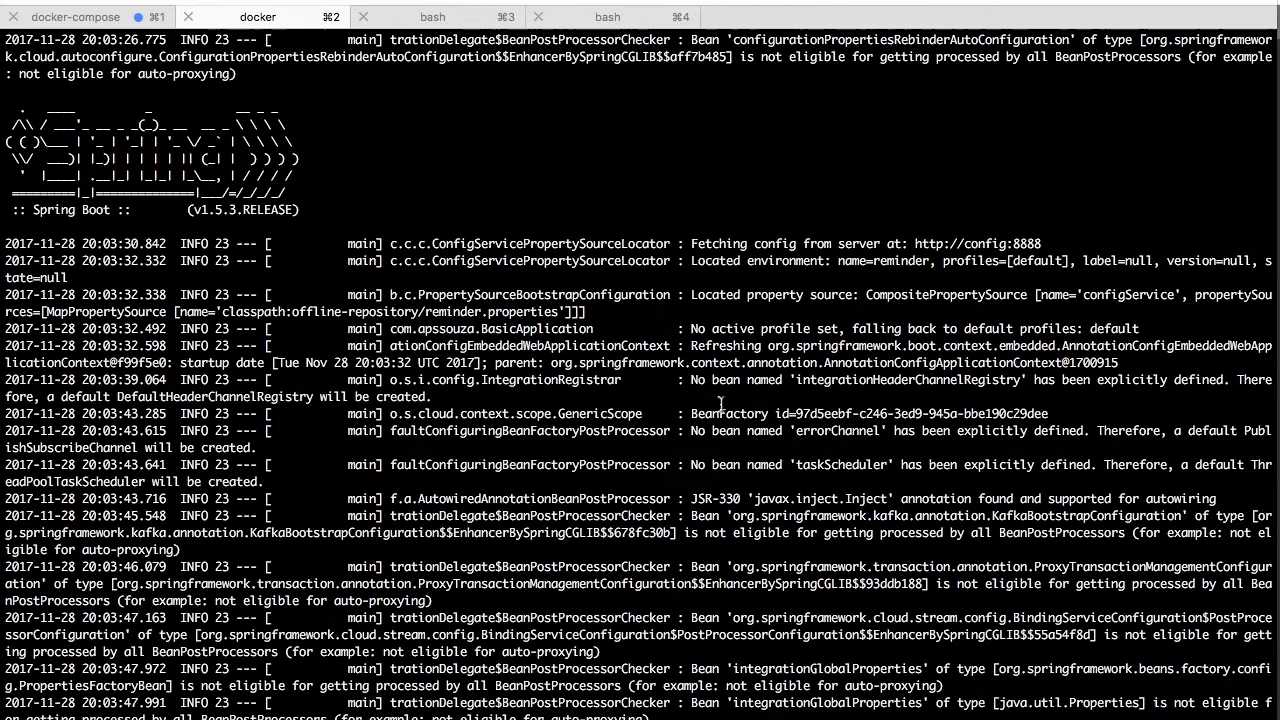 docker-compose ⌘1 docker ⌘2 bash ⌘3 bash ⌘4
2017-11-28 20:03:26.775  INFO 23 --- [           main] trationDelegate$BeanPostProcessorChecker : Bean 'configurationPropertiesRebinderAutoConfiguration' of type [org.springframewor
k.cloud.autoconfigure.ConfigurationPropertiesRebinderAutoConfiguration$$EnhancerBySpringCGLIB$$aff7b485] is not eligible for getting processed by all BeanPostProcessors (for example
: not eligible for auto-proxying)
:: Spring Boot ::        (v1.5.3.RELEASE)
2017-11-28 20:03:30.842  INFO 23 --- [           main] c.c.c.ConfigServicePropertySourceLocator : Fetching config from server at: http://config:8888
2017-11-28 20:03:32.332  INFO 23 --- [           main] c.c.c.ConfigServicePropertySourceLocator : Located environment: name=reminder, profiles=[default], label=null, version=null, s
tate=null
2017-11-28 20:03:32.338  INFO 23 --- [           main] b.c.PropertySourceBootstrapConfiguration : Located property source: CompositePropertySource [name='configService', propertySou
rces=[MapPropertySource [name='classpath:offline-repository/reminder.properties']]]
2017-11-28 20:03:32.492  INFO 23 --- [           main] com.apssouza.BasicApplication            : No active profile set, falling back to default profiles: default
2017-11-28 20:03:32.598  INFO 23 --- [           main] ationConfigEmbeddedWebApplicationContext : Refreshing org.springframework.boot.context.embedded.AnnotationConfigEmbeddedWebApp
licationContext@f99f5e0: startup date [Tue Nov 28 20:03:32 UTC 2017]; parent: org.springframework.context.annotation.AnnotationConfigApplicationContext@1700915
2017-11-28 20:03:39.064  INFO 23 --- [           main] o.s.i.config.IntegrationRegistrar        : No bean named 'integrationHeaderChannelRegistry' has been explicitly defined. There
fore, a default DefaultHeaderChannelRegistry will be created.
2017-11-28 20:03:43.285  INFO 23 --- [           main] o.s.cloud.context.scope.GenericScope     : BeanFactory id=97d5eebf-c246-3ed9-945a-bbe190c29dee
2017-11-28 20:03:43.615  INFO 23 --- [           main] faultConfiguringBeanFactoryPostProcessor : No bean named 'errorChannel' has been explicitly defined. Therefore, a default Publ
ishSubscribeChannel will be created.
2017-11-28 20:03:43.641  INFO 23 --- [           main] faultConfiguringBeanFactoryPostProcessor : No bean named 'taskScheduler' has been explicitly defined. Therefore, a default Thr
eadPoolTaskScheduler will be created.
2017-11-28 20:03:43.716  INFO 23 --- [           main] f.a.AutowiredAnnotationBeanPostProcessor : JSR-330 'javax.inject.Inject' annotation found and supported for autowiring
2017-11-28 20:03:45.548  INFO 23 --- [           main] trationDelegate$BeanPostProcessorChecker : Bean 'org.springframework.kafka.annotation.KafkaBootstrapConfiguration' of type [or
g.springframework.kafka.annotation.KafkaBootstrapConfiguration$$EnhancerBySpringCGLIB$$678fc30b] is not eligible for getting processed by all BeanPostProcessors (for example: not el
igible for auto-proxying)
2017-11-28 20:03:46.079  INFO 23 --- [           main] trationDelegate$BeanPostProcessorChecker : Bean 'org.springframework.transaction.annotation.ProxyTransactionManagementConfigur
ation' of type [org.springframework.transaction.annotation.ProxyTransactionManagementConfiguration$$EnhancerBySpringCGLIB$$93ddb188] is not eligible for getting processed by all Bea
nPostProcessors (for example: not eligible for auto-proxying)
2017-11-28 20:03:47.163  INFO 23 --- [           main] trationDelegate$BeanPostProcessorChecker : Bean 'org.springframework.cloud.stream.config.BindingServiceConfiguration$PostProce
ssorConfiguration' of type [org.springframework.cloud.stream.config.BindingServiceConfiguration$PostProcessorConfiguration$$EnhancerBySpringCGLIB$$55a54f8d] is not eligible for gett
ing processed by all BeanPostProcessors (for example: not eligible for auto-proxying)
2017-11-28 20:03:47.972  INFO 23 --- [           main] trationDelegate$BeanPostProcessorChecker : Bean 'integrationGlobalProperties' of type [org.springframework.beans.factory.confi
g.PropertiesFactoryBean] is not eligible for getting processed by all BeanPostProcessors (for example: not eligible for auto-proxying)
2017-11-28 20:03:47.991  INFO 23 --- [           main] trationDelegate$BeanPostProcessorChecker : Bean 'integrationGlobalProperties' of type [java.util.Properties] is not eligible f
or getting processed by all BeanPostProcessors (for example: not eligible for auto-proxying)